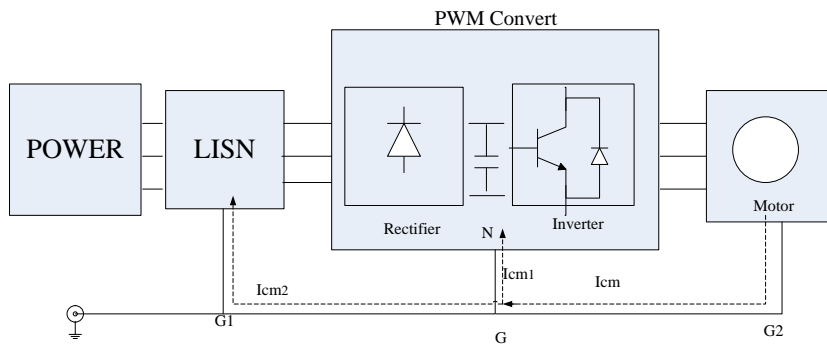 PWM Convert
POWER
LISN
Rectifier
N
Inverter
Motor
Icm2
Icm1
Icm
G1
G
G2